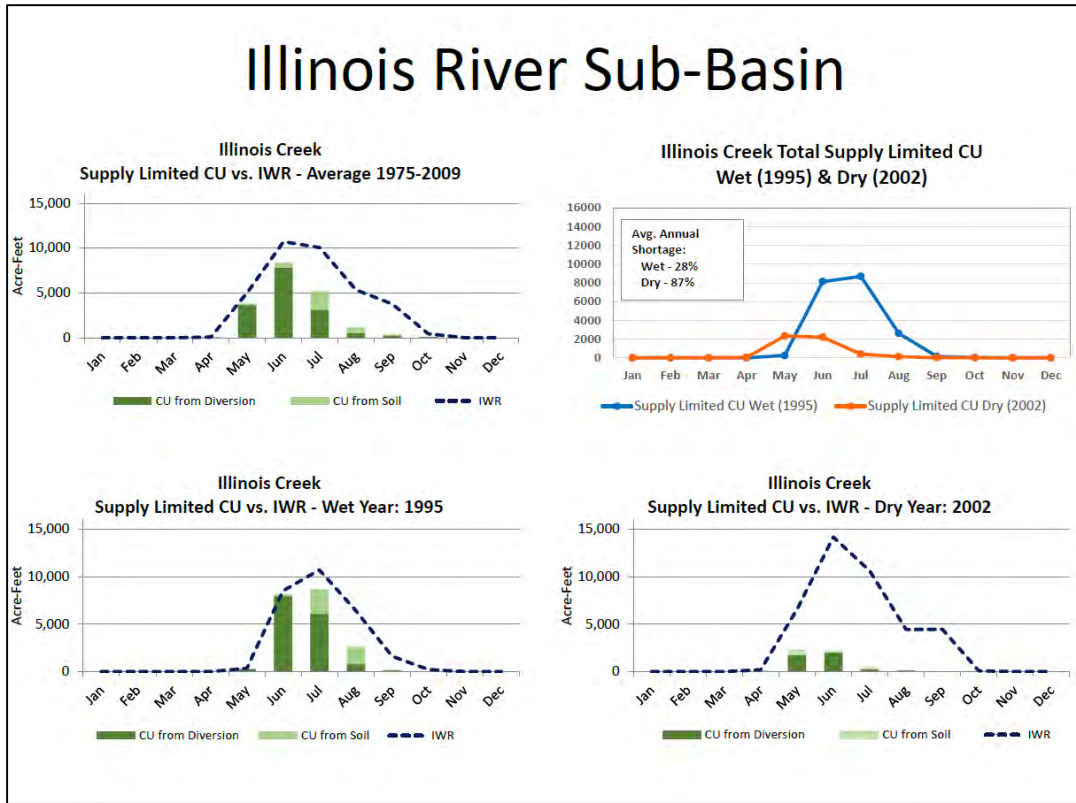 Illinois River Sub-Basin
Illinois Creek
Supply Limited CU vs. IWR - Average 1975-2009
15,000
10,000
5,000
0
Acre-Feet
Jan Feb Mar Apr May Jun Jul Aug Sep Oct Nov Dec
CU from Diversion CU from Soil IWR
Illinois Creek Total Supply Limited CU
Wet (1995) & Dry (2002)
16000
14000
12000
10000
8000
6000
4000
2000
0
Avg. Annual
Shortage:
Wet - 28%
Dry - 87%
Jan Feb Mar Apr May Jun Jul Aug Sep Oct Nov Dec
Supply Limited CU Wet (1995) Supply Limited CU Dry (2002)
Illinois Creek
Supply Limited CU vs. IWR - Wet Year: 1995
15,000
10,000
5,000
0
Acre-Feet
Jan Feb Mar Apr May Jun Jul Aug Sep Oct Nov Dec
CU from Diversion CU from Soil IWR
Illinois Creek
Supply Limited CU vs. IWR - Dry Year: 2002
15,000
10,000
5,000
0
Acre-Feet
Jan Feb Mar Apr May Jun Jul Aug Sep Oct Nov Dec
CU from Diversion CU from Soil IWR